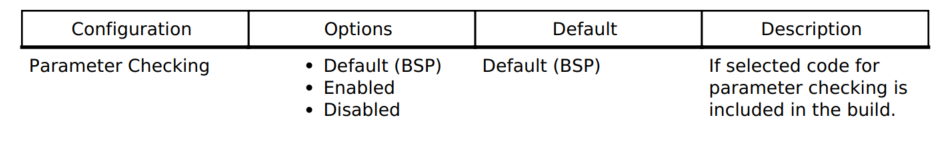 Configuration Options Default Description
Parameter Checking • Default (BSP) Default (BSP) If selected code for
• Enabled parameter checking is
• Disabled included in the build.